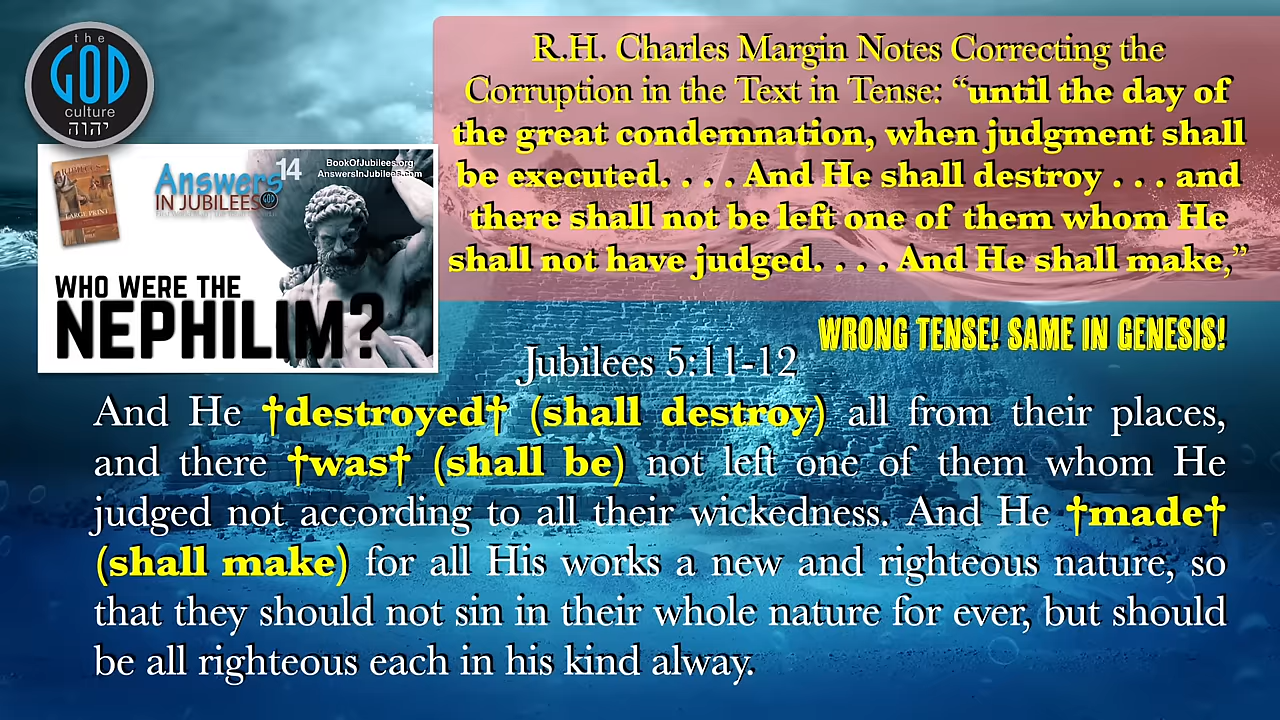 the
GOD
culture
יהוה
R.H. Charles Margin Notes Correcting the
Corruption in the Text in Tense: “until the day of
the great condemnation, when judgment shall
be executed. . . . And He shall destroy . . . and
there shall not be left one of them whom He
shall not have judged. . . . And He shall make,”
LARGE PRINT
Answers
IN JUBILEES
14
BookOfJubilees.org
AnswersInJubilees.com
WHO WERE THE
NEPHILIM?
WRONG TENSE! SAME IN GENESIS!
Jubilees 5:11-12
And He †destroyed† (shall destroy) all from their places,
and there †was† (shall be) not left one of them whom He
judged not according to all their wickedness. And He †made†
(shall make) for all His works a new and righteous nature, so
that they should not sin in their whole nature for ever, but should
be all righteous each in his kind alway.